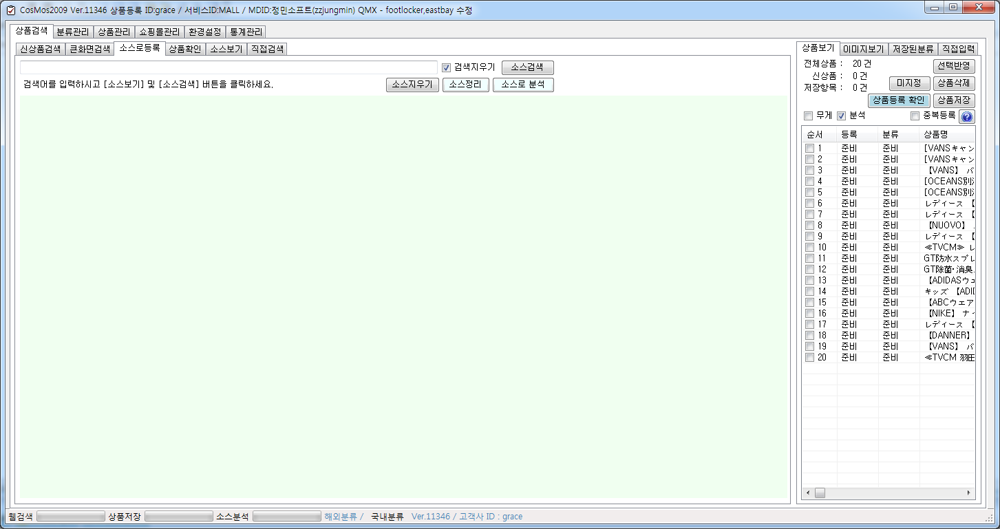 CosMos2009 Ver.11346 상품등록 ID:grace / 서비스ID:MALL / MDID:정민소프트(zzjungmin) QMX - footlocker,eastbay 수정
상품검색 분류관리 상품관리 쇼핑몰관리 환경설정 통계관리
신상품검색 큰화면검색 소스로등록 상품확인 소스보기 직접검색
검색지우기 소스검색
검색어를 입력하시고 [소스보기] 및 [소스검색] 버튼을 클릭하세요.
소스지우기 소스정리 소스로 분석
상품보기 이미지보기 저장된분류 직접입력
전체상품 : 20 건 선택반영
신상품 : 0 건
미지정 상품삭제
저장항목 : 0 건
상품등록 확인 상품저장
무게 분석 중복등록
순서 등록 분류 상품명
1 준비 준비 [VANSキャン
2 준비 준비 [VANSキャン
3 준비 준비 【VANS】 バ
4 준비 준비 [OCEANS別
5 준비 준비 [OCEANS別
6 준비 준비 レディース 【
7 준비 준비 レディース 【
8 준비 준비 【NUOVO】
9 준비 준비 レディース 【
10 준비 준비 ≪TVCM≫ レ
11 준비 준비 GT防水スプレ
12 준비 준비 GT除菌･消臭
13 준비 준비 【ADIDASウェ
14 준비 준비 キッズ 【ADID
15 준비 준비 【ABCウェア
16 준비 준비 【NIKE】 ナイ
17 준비 준비 レディース 【
18 준비 준비 【DANNER】
19 준비 준비 【VANS】 バ
20 준비 준비 ≪TVCM 羽田
웹검색 상품저장 소스분석 해외분류 / 국내분류 Ver.11346 / 고객사 ID : grace